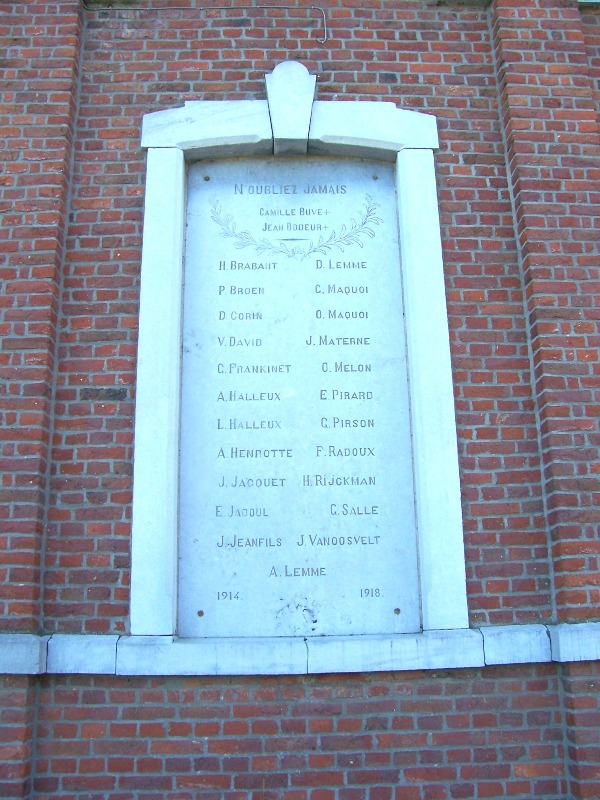 N'OUBLIEZ JAMAIS
CAMILLE BUVE+
JEAN BODEUR+
H. BRABANT D. LEMME
P. BROEN C. MAQUOI
D. CORIN O. MAQUOI
V. DAVID J. MATERNE
C. FRANKINET O. MELON
A. HALLEUX E. PIRARD
L. HALLEUX G. PIRSON
A. HENROTTE F. RADOUX
J. JACQUET H. RIJCKMAN
E. JADOUL G. SALLE
J. JEANFILS J. VANOOSVELT
A. LEMME
1914. 1918.